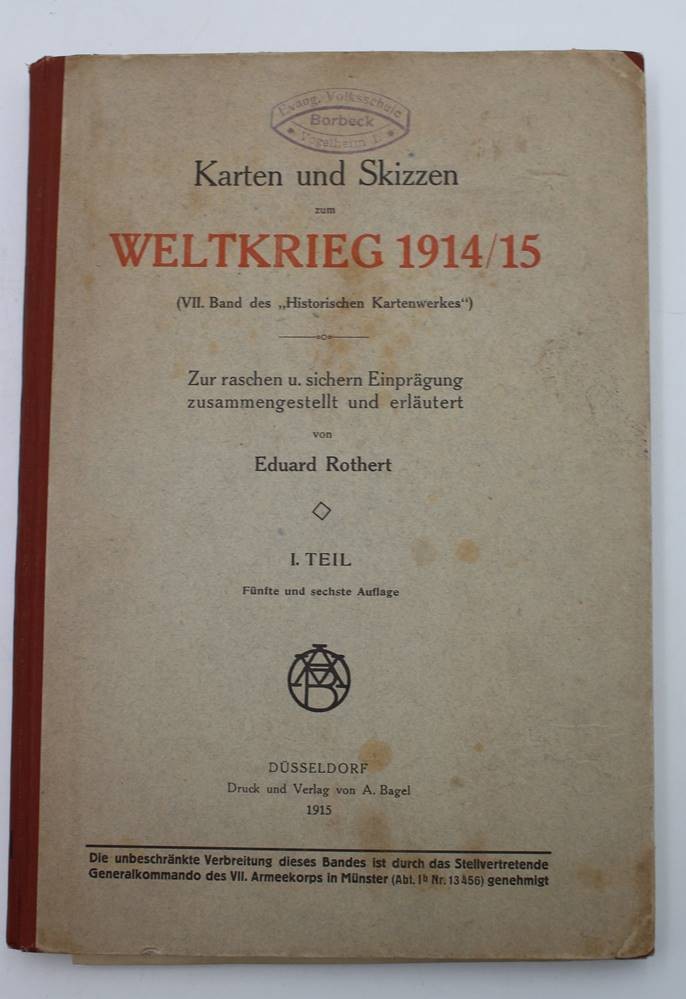 Evang. Volksschule
Borbeck
Vogelheim
Karten und Skizzen
zum
WELTKRIEG 1914/15
(VII. Band des „Historischen Kartenwerkes“)
Zur raschen u. sichern Einprägung
zusammengestellt und erläutert
von
Eduard Rothert
I. TEIL
Fünfte und sechste Auflage
AB
DÜSSELDORF
Druck und Verlag von A. Bagel
1915
Die unbeschränkte Verbreitung dieses Bandes ist durch das Stellvertretende
Generalkommando des VII. Armeekorps in Münster (Abt. Iᵇ Nr. 13456) genehmigt